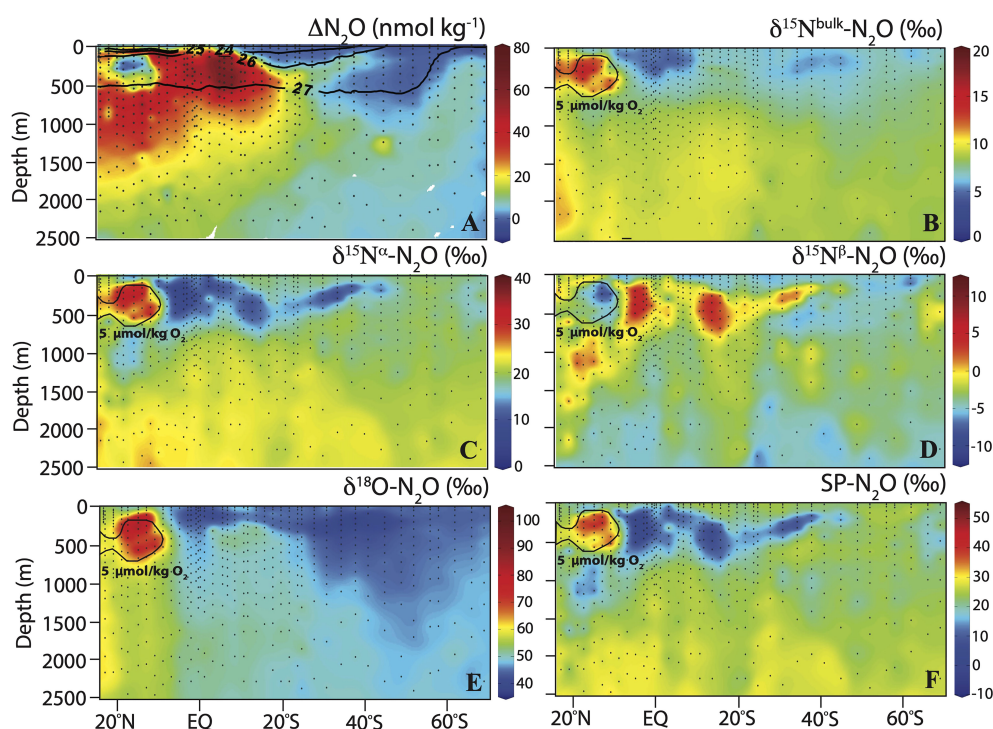 ΔN₂O (nmol kg⁻¹)
δ¹⁵Nᵇᵘˡᵏ-N₂O (‰)
0
500
1000
1500
2000
2500
Depth (m)
25 24 26
27
A
80
60
40
20
0
5 μmol/kg O₂
B
20
15
10
5
0
δ¹⁵Nᵅ-N₂O (‰)
δ¹⁵Nᵝ-N₂O (‰)
0
500
1000
1500
2000
2500
Depth (m)
5 μmol/kg O₂
C
40
30
20
10
0
5 μmol/kg O₂
D
10
5
0
-5
-10
δ¹⁸O-N₂O (‰)
SP-N₂O (‰)
0
500
1000
1500
2000
2500
Depth (m)
5 μmol/kg O₂
E
100
90
80
70
60
50
40
5 μmol/kg O₂
F
50
40
30
20
10
0
-10
20°N EQ 20°S 40°S 60°S
20°N EQ 20°S 40°S 60°S